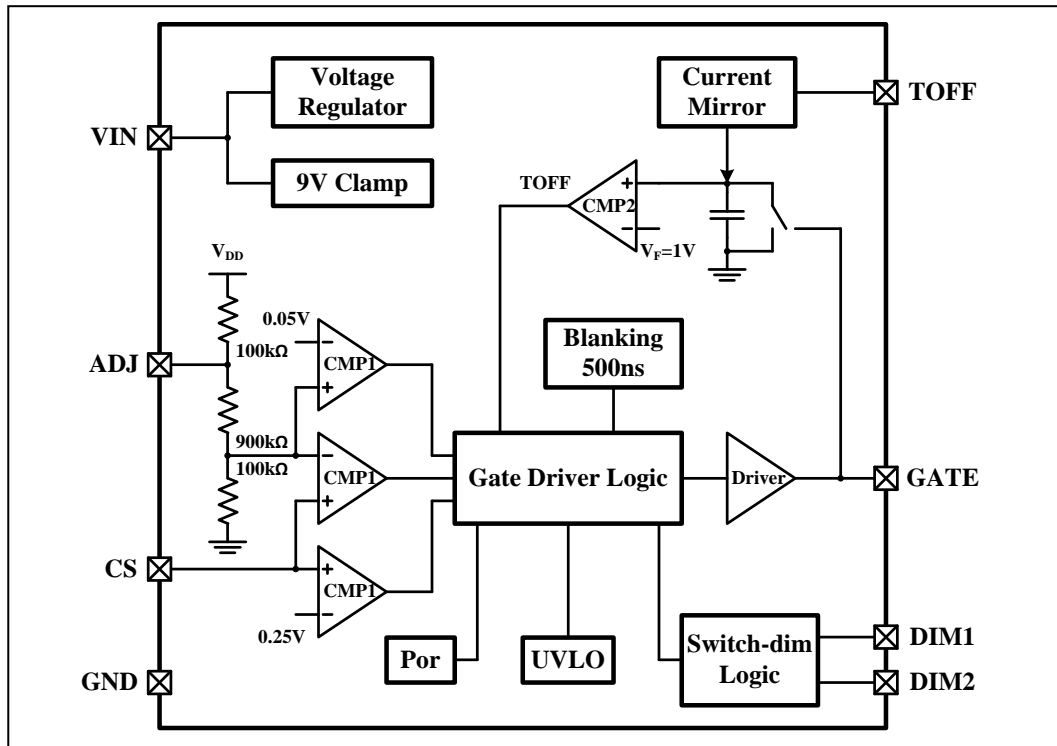 Voltage
Regulator
Current
Mirror
TOFF
VIN
9V Clamp
TOFF
+
CMP2
−
V_F=1V
V_DD
0.05V
−
100kΩ
CMP1
+
ADJ
Blanking
500ns
900kΩ
100kΩ
−
CMP1
+
Gate Driver Logic
Driver
GATE
CS
+
CMP1
−
0.25V
Por
UVLO
Switch-dim
Logic
DIM1
DIM2
GND